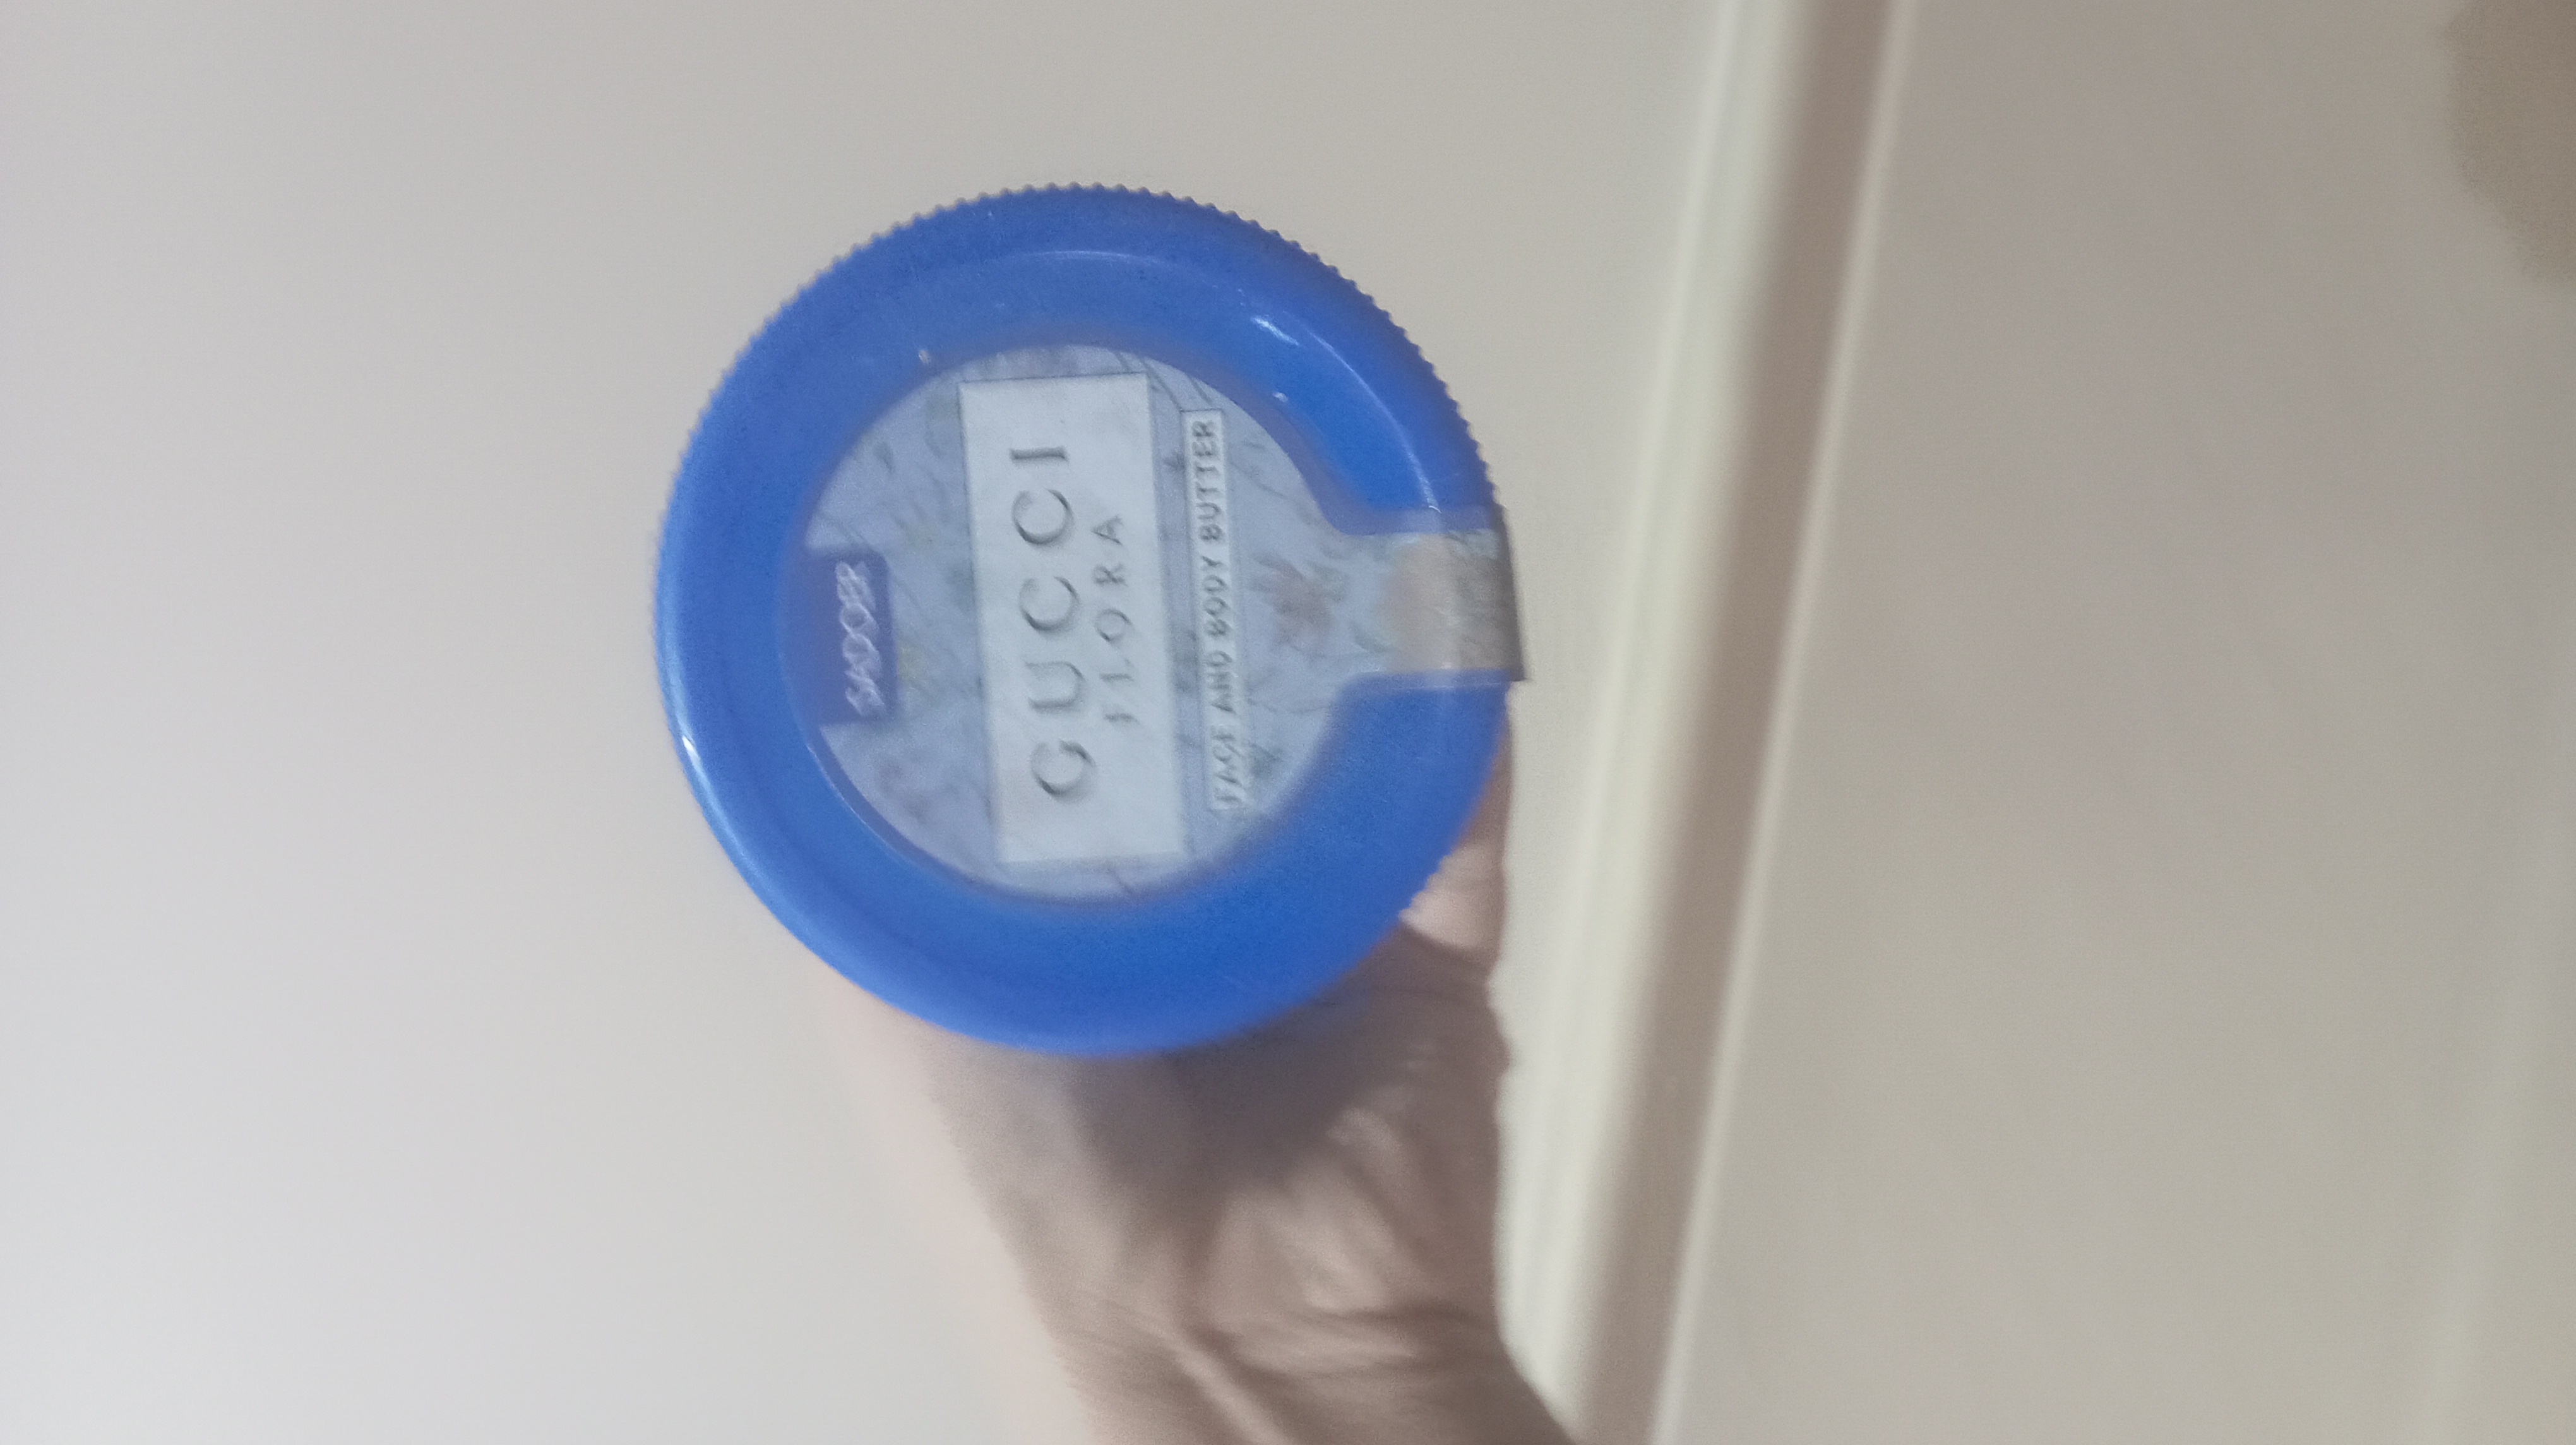 SADOER
GUCCI
FLORA
FACE AND BODY BUTTER